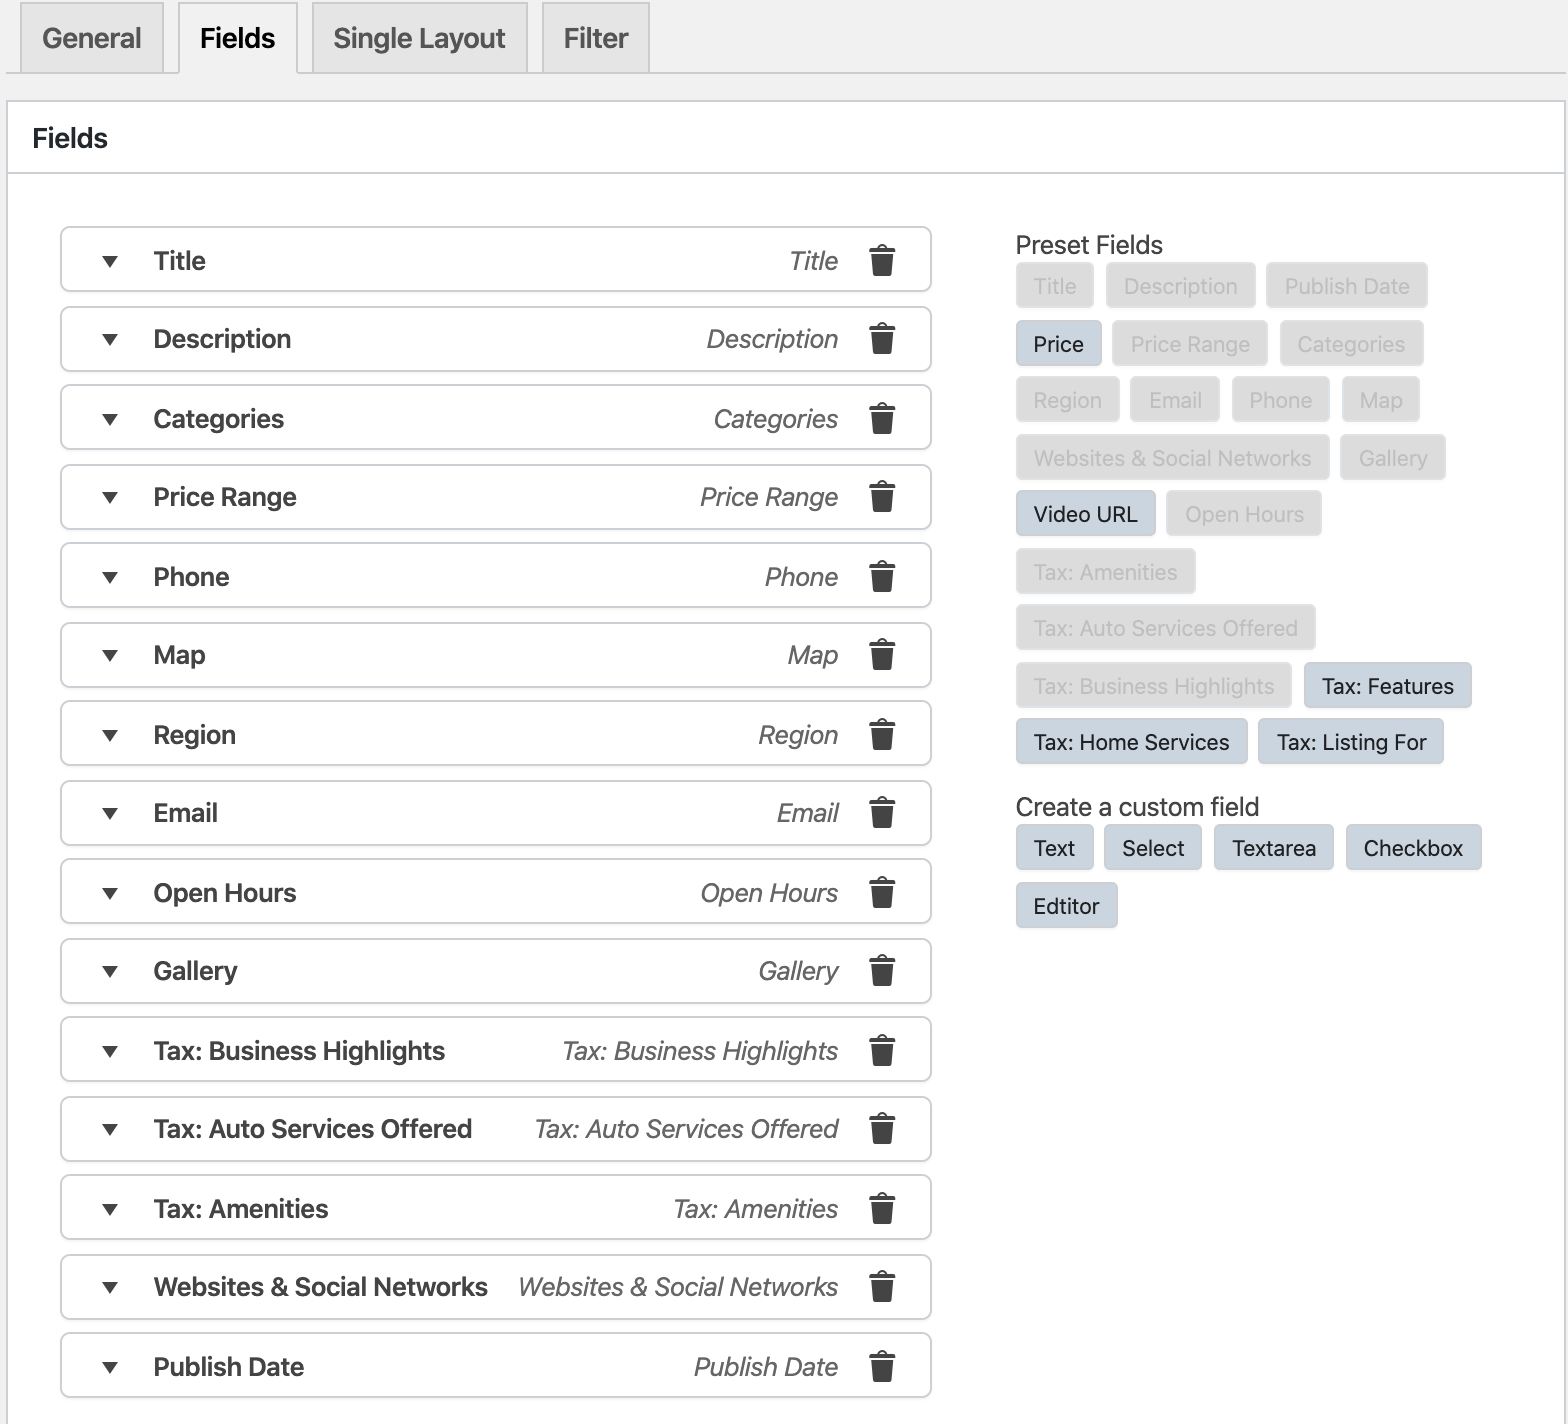 General Fields Single Layout Filter
Fields
Title Title
Description Description
Categories Categories
Price Range Price Range
Phone Phone
Map Map
Region Region
Email Email
Open Hours Open Hours
Gallery Gallery
Tax: Business Highlights Tax: Business Highlights
Tax: Auto Services Offered Tax: Auto Services Offered
Tax: Amenities Tax: Amenities
Websites & Social Networks Websites & Social Networks
Publish Date Publish Date
Preset Fields
Title Description Publish Date
Price Price Range Categories
Region Email Phone Map
Websites & Social Networks Gallery
Video URL Open Hours
Tax: Amenities
Tax: Auto Services Offered
Tax: Business Highlights Tax: Features
Tax: Home Services Tax: Listing For
Create a custom field
Text Select Textarea Checkbox
Edtitor